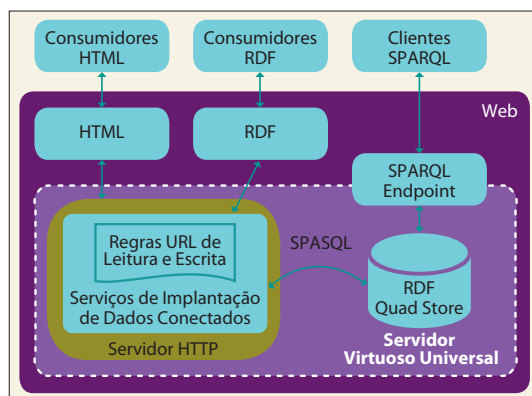 Consumidores
HTML
Consumidores
RDF
Clientes
SPARQL
Web
HTML
RDF
SPARQL
Endpoint
Regras URL de
Leitura e Escrita
Serviços de Implantação
de Dados Conectados
Servidor HTTP
SPASQL
RDF
Quad Store
Servidor
Virtuoso Universal